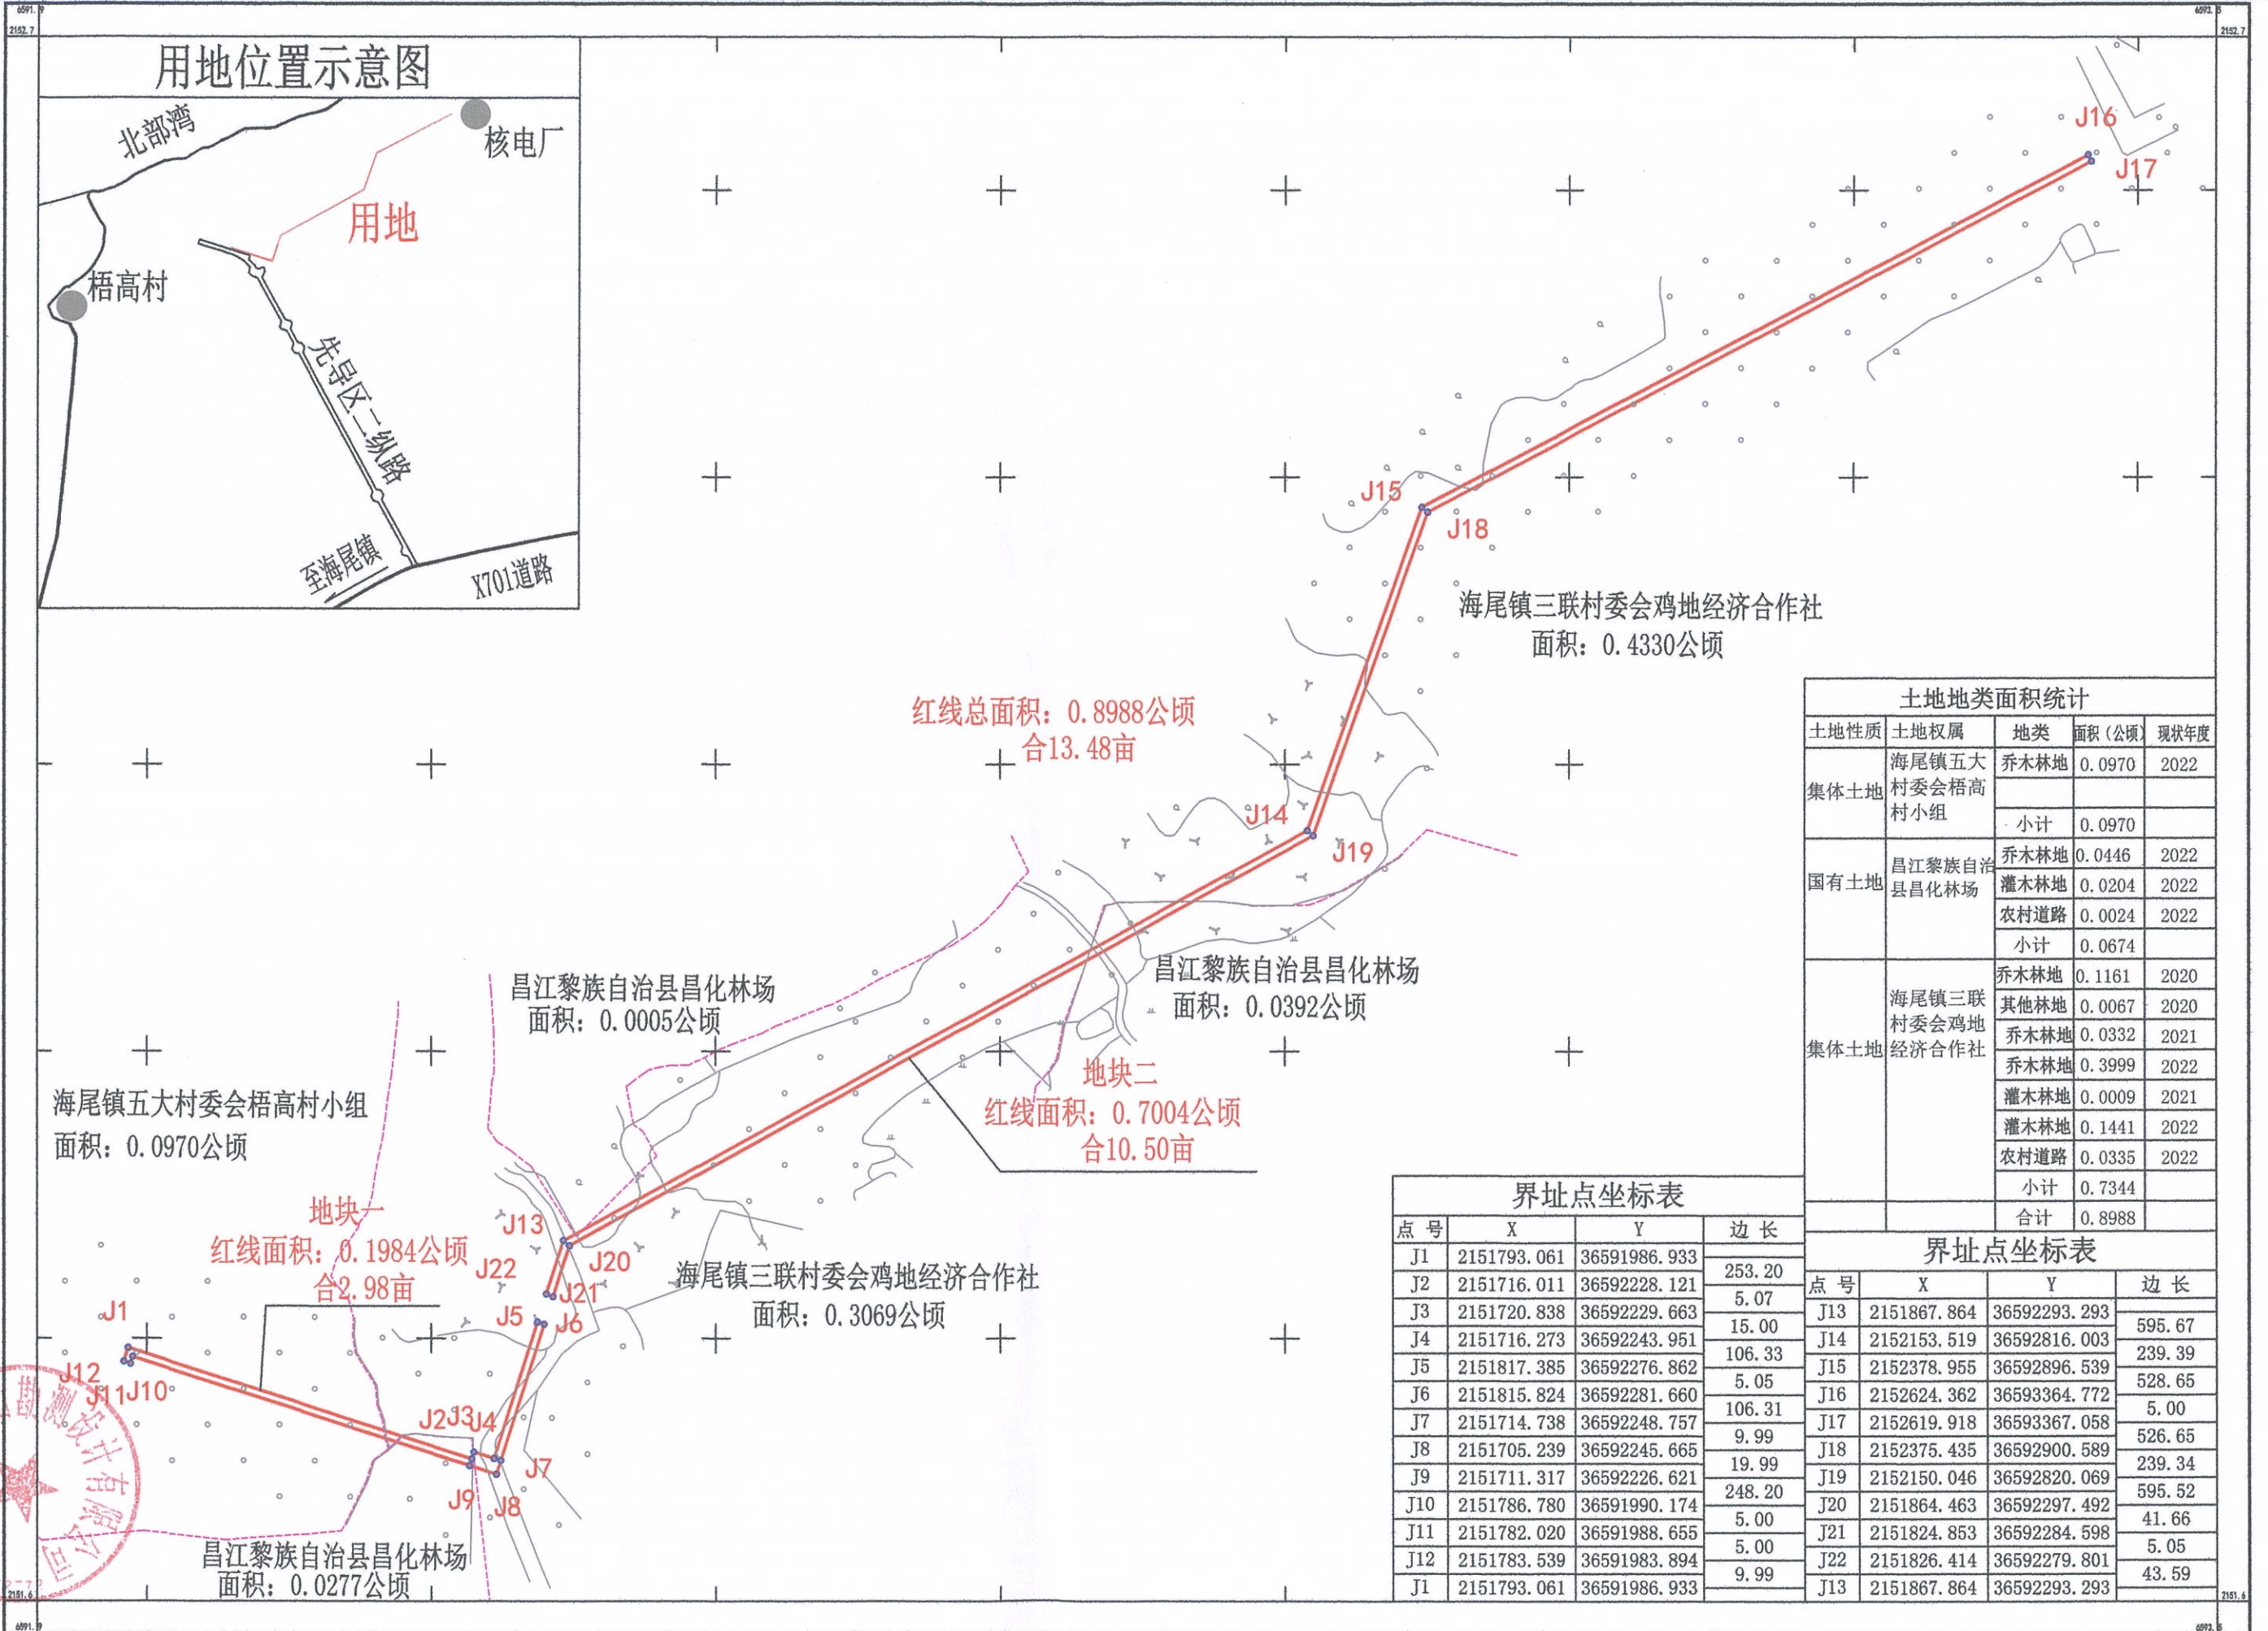 6591.9
6593.5
2152.7
2152.7
用地位置示意图
北部湾
核电厂
用地
梧高村
先导区二纵路
至海尾镇
X701道路
J16
J17
J15
J18
海尾镇三联村委会鸡地经济合作社
面积：0.4330公顷
红线总面积：0.8988公顷
合13.48亩
J14
J19
昌江黎族自治县昌化林场
面积：0.0005公顷
昌江黎族自治县昌化林场
面积：0.0392公顷
地块二
红线面积：0.7004公顷
合10.50亩
海尾镇五大村委会梧高村小组
面积：0.0970公顷
地块一
红线面积：0.1984公顷
合2.98亩
J13
J20
J22
J21
海尾镇三联村委会鸡地经济合作社
面积：0.3069公顷
J5
J6
J1
J12
J11
J10
J2
J3
J4
J7
J9
J8
昌江黎族自治县昌化林场
面积：0.0277公顷
勘测设计有限公司
土地地类面积统计
土地性质 土地权属 地类 面积（公顷） 现状年度
集体土地 海尾镇五大村委会梧高村小组 乔木林地 0.0970 2022
小计 0.0970
国有土地 昌江黎族自治县昌化林场 乔木林地 0.0446 2022
灌木林地 0.0204 2022
农村道路 0.0024 2022
小计 0.0674
集体土地 海尾镇三联村委会鸡地经济合作社 乔木林地 0.1161 2020
其他林地 0.0067 2020
乔木林地 0.0332 2021
乔木林地 0.3999 2022
灌木林地 0.0009 2021
灌木林地 0.1441 2022
农村道路 0.0335 2022
小计 0.7344
合计 0.8988
界址点坐标表
点号 X Y 边长
J1 2151793.061 36591986.933
253.20
J2 2151716.011 36592228.121
5.07
J3 2151720.838 36592229.663
15.00
J4 2151716.273 36592243.951
106.33
J5 2151817.385 36592276.862
5.05
J6 2151815.824 36592281.660
106.31
J7 2151714.738 36592248.757
9.99
J8 2151705.239 36592245.665
19.99
J9 2151711.317 36592226.621
248.20
J10 2151786.780 36591990.174
5.00
J11 2151782.020 36591988.655
5.00
J12 2151783.539 36591983.894
9.99
J1 2151793.061 36591986.933
界址点坐标表
点号 X Y 边长
J13 2151867.864 36592293.293
595.67
J14 2152153.519 36592816.003
239.39
J15 2152378.955 36592896.539
528.65
J16 2152624.362 36593364.772
5.00
J17 2152619.918 36593367.058
526.65
J18 2152375.435 36592900.589
239.34
J19 2152150.046 36592820.069
595.52
J20 2151864.463 36592297.492
41.66
J21 2151824.853 36592284.598
5.05
J22 2151826.414 36592279.801
43.59
J13 2151867.864 36592293.293
2151.6
2151.6
6591.9
6593.5